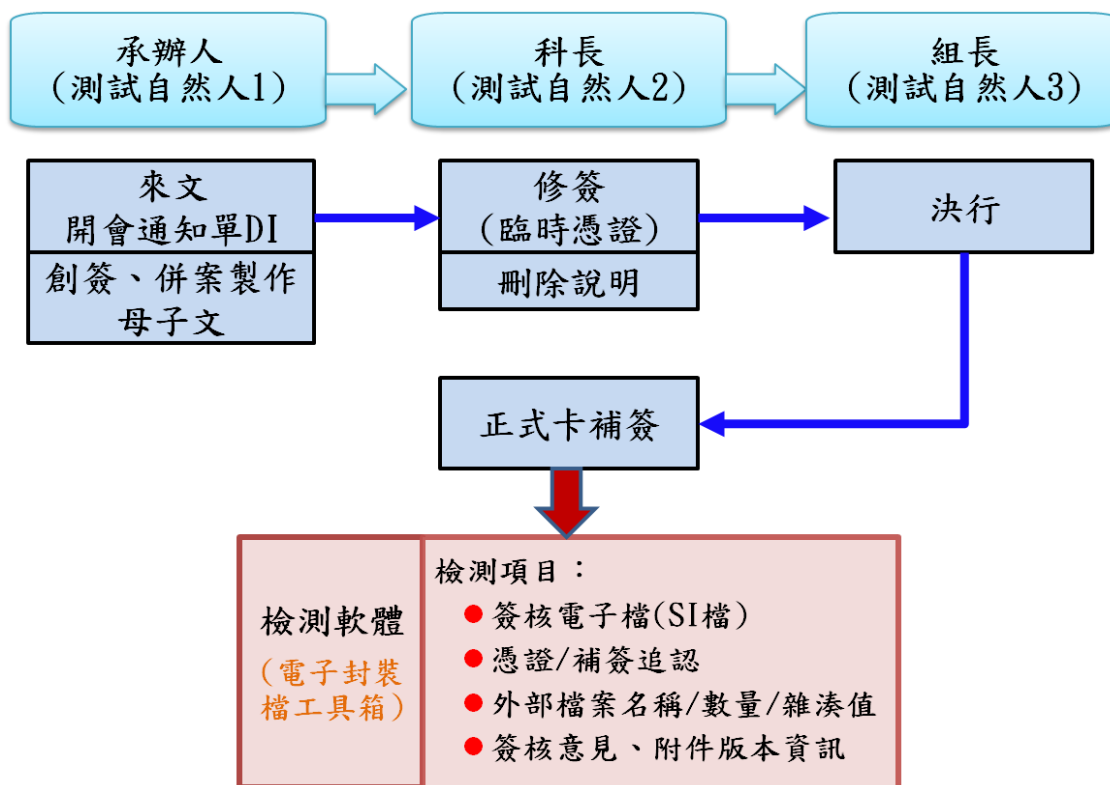 承辦人
(測試自然人1)
科長
(測試自然人2)
組長
(測試自然人3)
來文
開會通知單DI
創簽、併案製作
母子文
修簽
(臨時憑證)
刪除說明
決行
正式卡補簽
檢測軟體
(電子封裝
檔工具箱)
檢測項目：
簽核電子檔(SI檔)
憑證/補簽追認
外部檔案名稱/數量/雜湊值
簽核意見、附件版本資訊